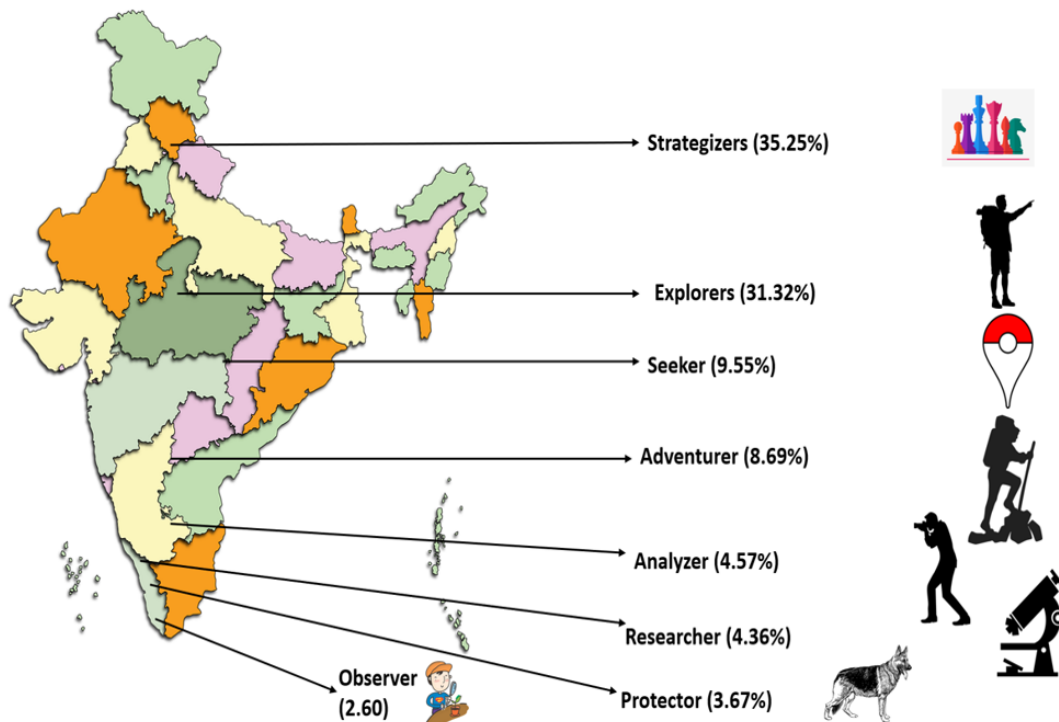 Strategizers (35.25%)
Explorers (31.32%)
Seeker (9.55%)
Adventurer (8.69%)
Analyzer (4.57%)
Researcher (4.36%)
Protector (3.67%)
Observer
(2.60)